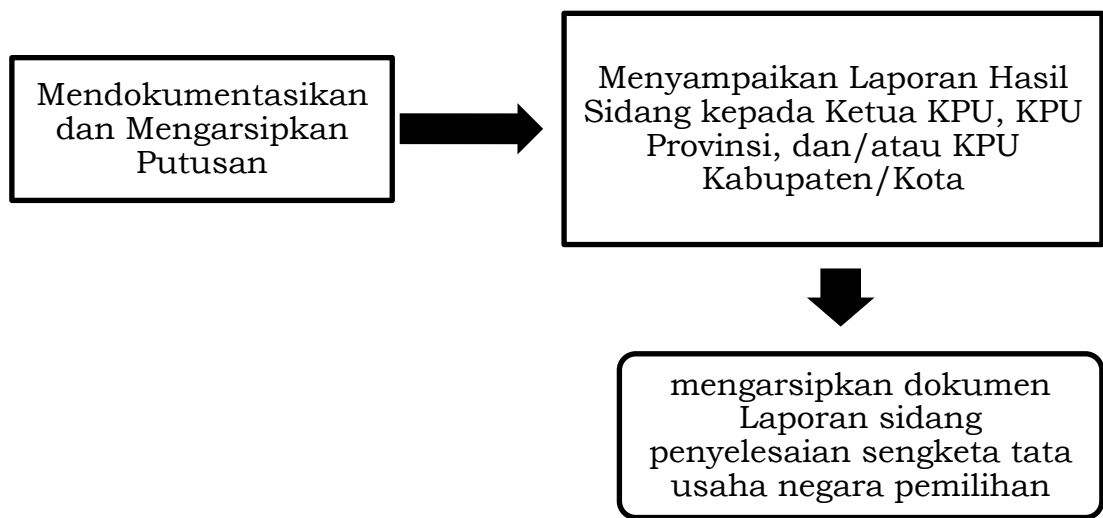 Mendokumentasikan
dan Mengarsipkan
Putusan
Menyampaikan Laporan Hasil
Sidang kepada Ketua KPU, KPU
Provinsi, dan/atau KPU
Kabupaten/Kota
mengarsipkan dokumen
Laporan sidang
penyelesaian sengketa tata
usaha negara pemilihan